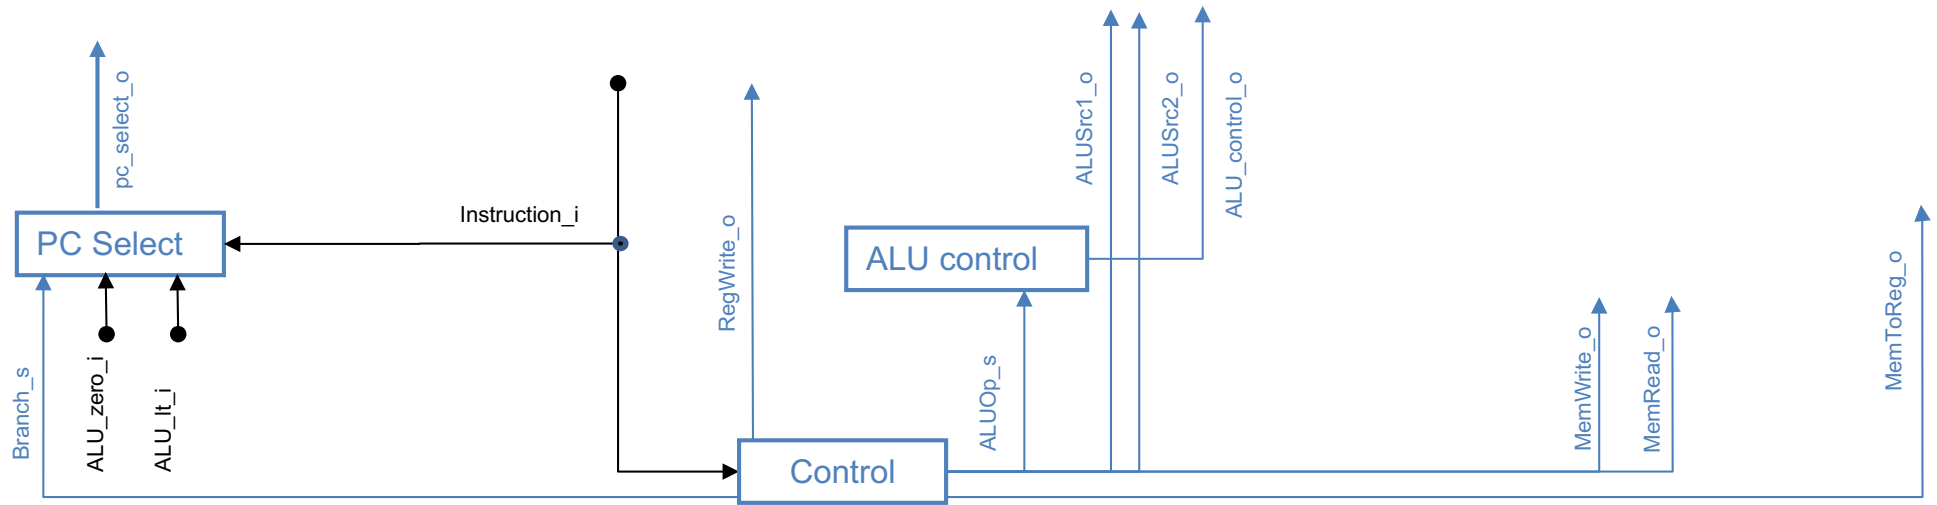 pc_select_o
PC Select
Instruction_i
Branch_s
ALU_zero_i
ALU_lt_i
RegWrite_o
ALU control
ALUOp_s
Control
ALUSrc1_o
ALUSrc2_o
ALU_control_o
MemWrite_o
MemRead_o
MemToReg_o